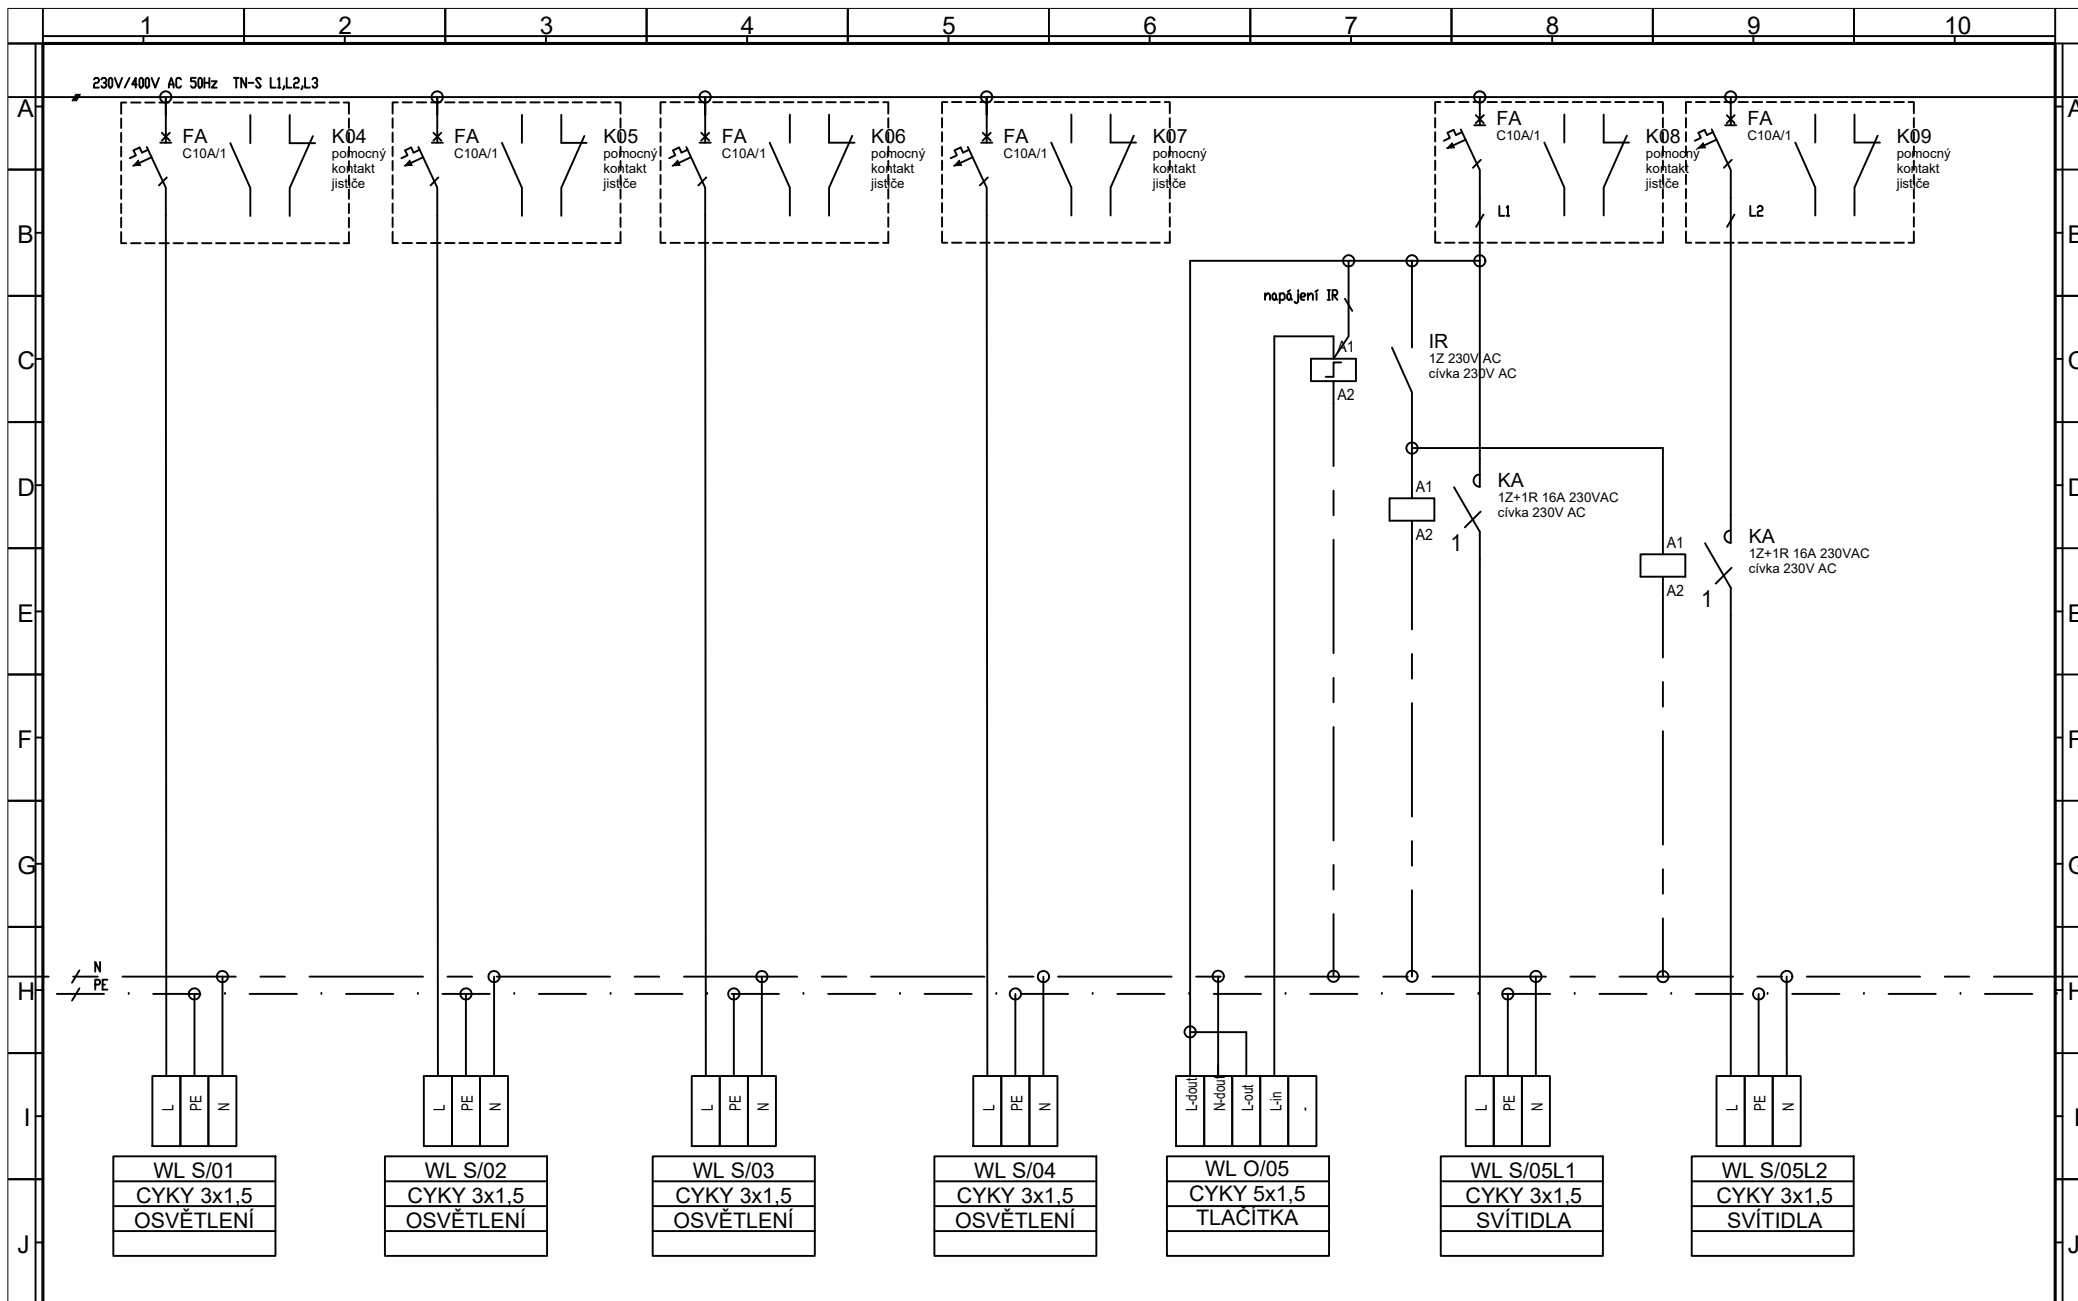 1 2 3 4 5 6 7 8 9 10
230V/400V AC 50Hz TN-S L1,L2,L3
A A
FA
C10A/1
K04
pomocný
kontakt
jističe
FA
C10A/1
K05
pomocný
kontakt
jističe
FA
C10A/1
K06
pomocný
kontakt
jističe
FA
C10A/1
K07
pomocný
kontakt
jističe
FA
C10A/1
K08
pomocný
kontakt
jističe
FA
C10A/1
K09
pomocný
kontakt
jističe
L1
L2
B B
napájení IR
C C
A1
A2
IR
1Z 230V AC
cívka 230V AC
D D
A1
A2
KA
1Z+1R 16A 230VAC
cívka 230V AC
1
A1
A2
KA
1Z+1R 16A 230VAC
cívka 230V AC
1
E E
F F
G G
N
PE
H H
I I
L PE N
L PE N
L PE N
L PE N
L-dout N-dout L-out L-in -
L PE N
L PE N
WL S/01
CYKY 3x1,5
OSVĚTLENÍ
WL S/02
CYKY 3x1,5
OSVĚTLENÍ
WL S/03
CYKY 3x1,5
OSVĚTLENÍ
WL S/04
CYKY 3x1,5
OSVĚTLENÍ
WL O/05
CYKY 5x1,5
TLAČÍTKA
WL S/05L1
CYKY 3x1,5
SVÍTIDLA
WL S/05L2
CYKY 3x1,5
SVÍTIDLA
J J